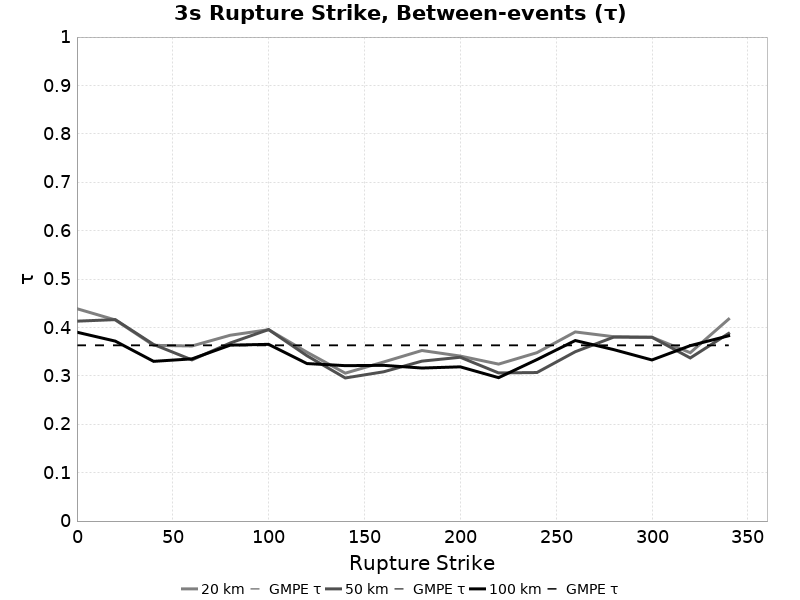 3s Rupture Strike, Between-events (τ)
1
0.9
0.8
0.7
0.6
0.5
0.4
0.3
0.2
0.1
0
τ
0 50 100 150 200 250 300 350
Rupture Strike
20 km GMPE τ 50 km GMPE τ 100 km GMPE τ